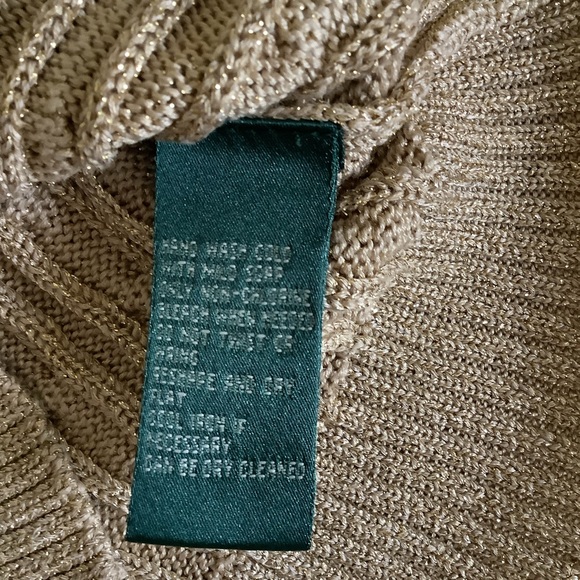 HAND WASH COLD
WITH MILD SOAP
ONLY NON-CHLORINE
BLEACH WHEN NEEDED
DO NOT TWIST OR
WRING
RESHAPE AND DRY
FLAT
COOL IRON IF
NECESSARY
CAN BE DRY CLEANED